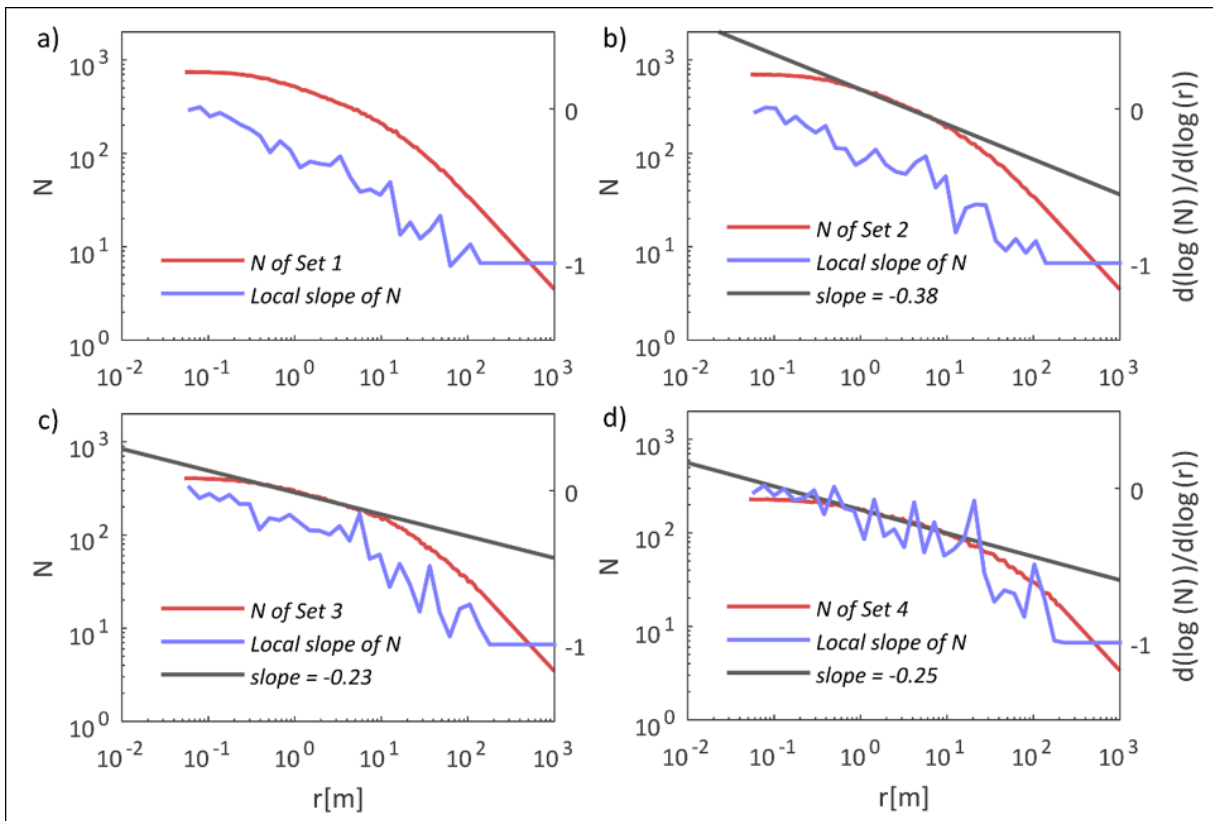 a)
10^3
10^2
10^1
10^0
N
0
-1
N of Set 1
Local slope of N
10^-2 10^-1 10^0 10^1 10^2 10^3
b)
10^3
10^2
10^1
10^0
N
0
-1
d(log (N) )/d(log (r))
N of Set 2
Local slope of N
slope = -0.38
10^-2 10^-1 10^0 10^1 10^2 10^3
c)
10^3
10^2
10^1
10^0
N
0
-1
N of Set 3
Local slope of N
slope = -0.23
10^-2 10^-1 10^0 10^1 10^2 10^3
r[m]
d)
10^3
10^2
10^1
10^0
N
0
-1
d(log (N) )/d(log (r))
N of Set 4
Local slope of N
slope = -0.25
10^-2 10^-1 10^0 10^1 10^2 10^3
r[m]